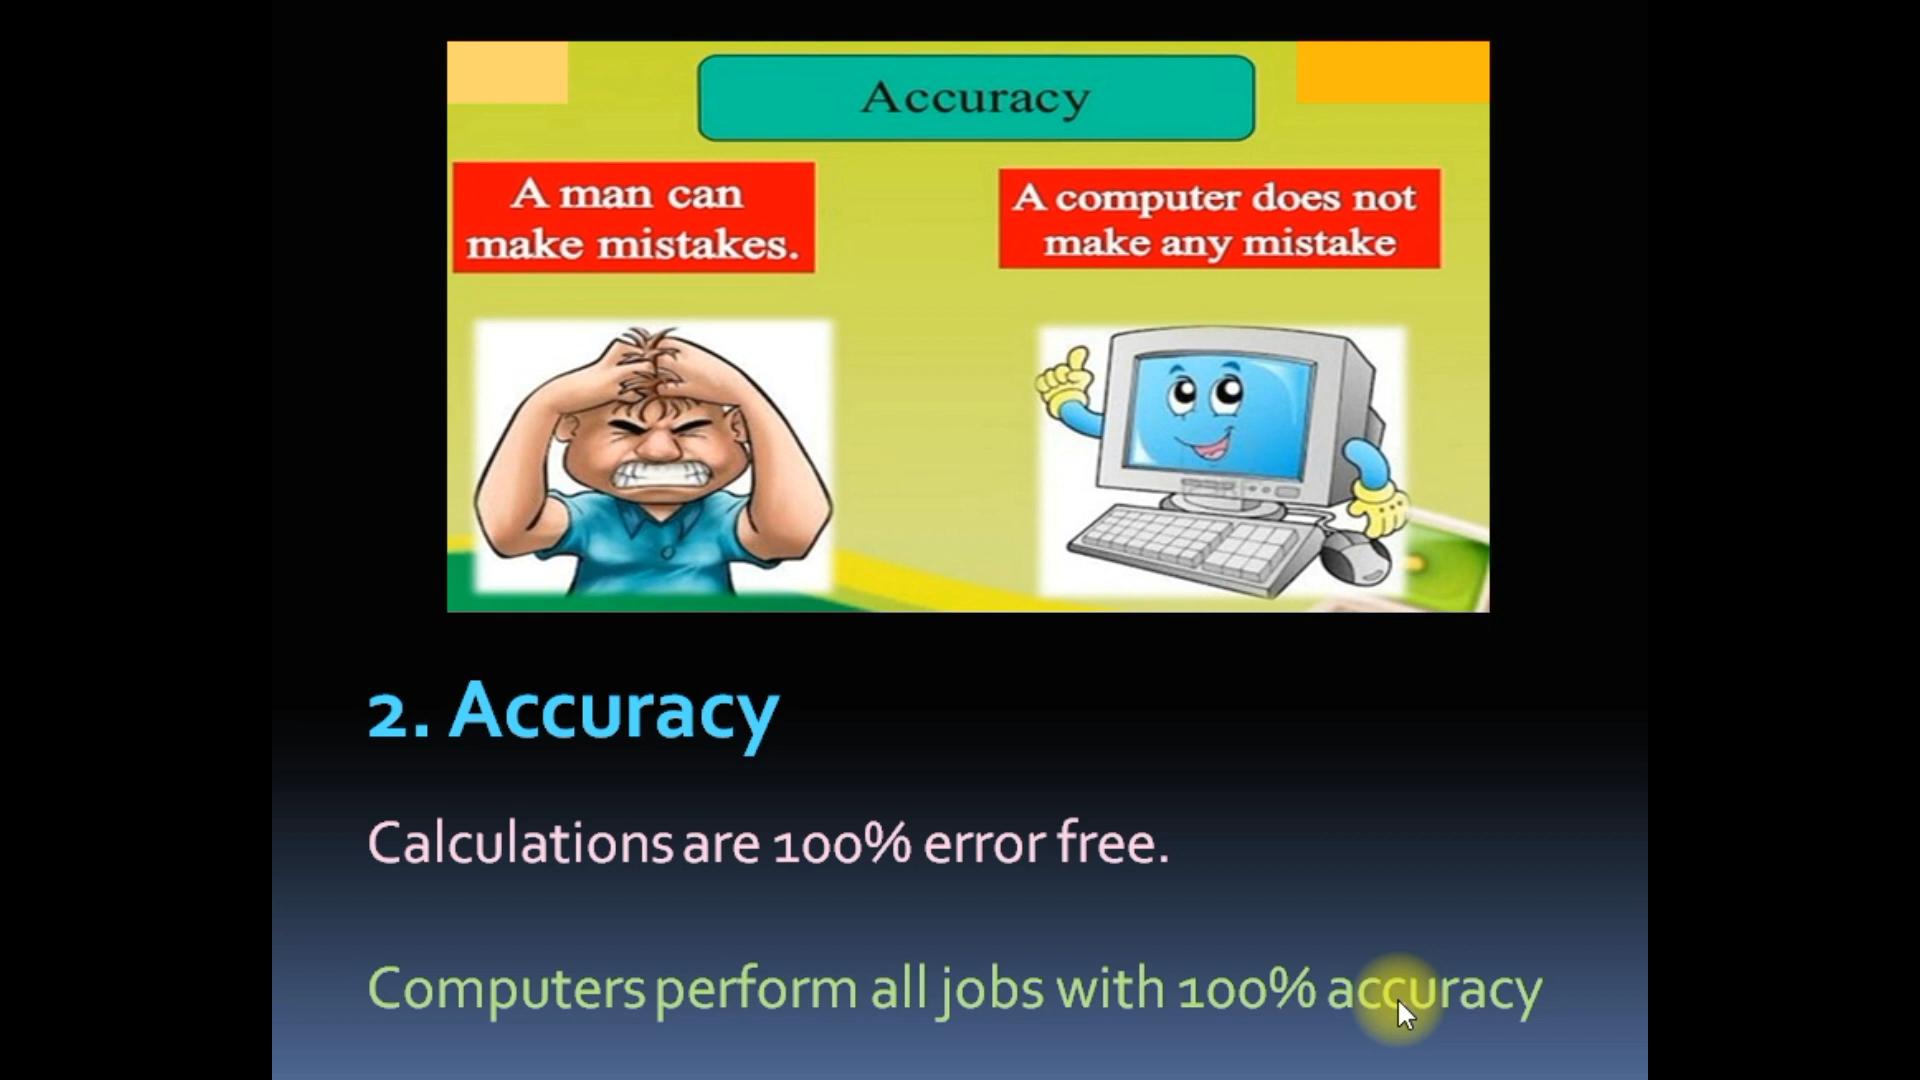 Accuracy
A man can
make mistakes.
A computer does not
make any mistake
2. Accuracy
Calculations are 100% error free.
Computers perform all jobs with 100% accuracy